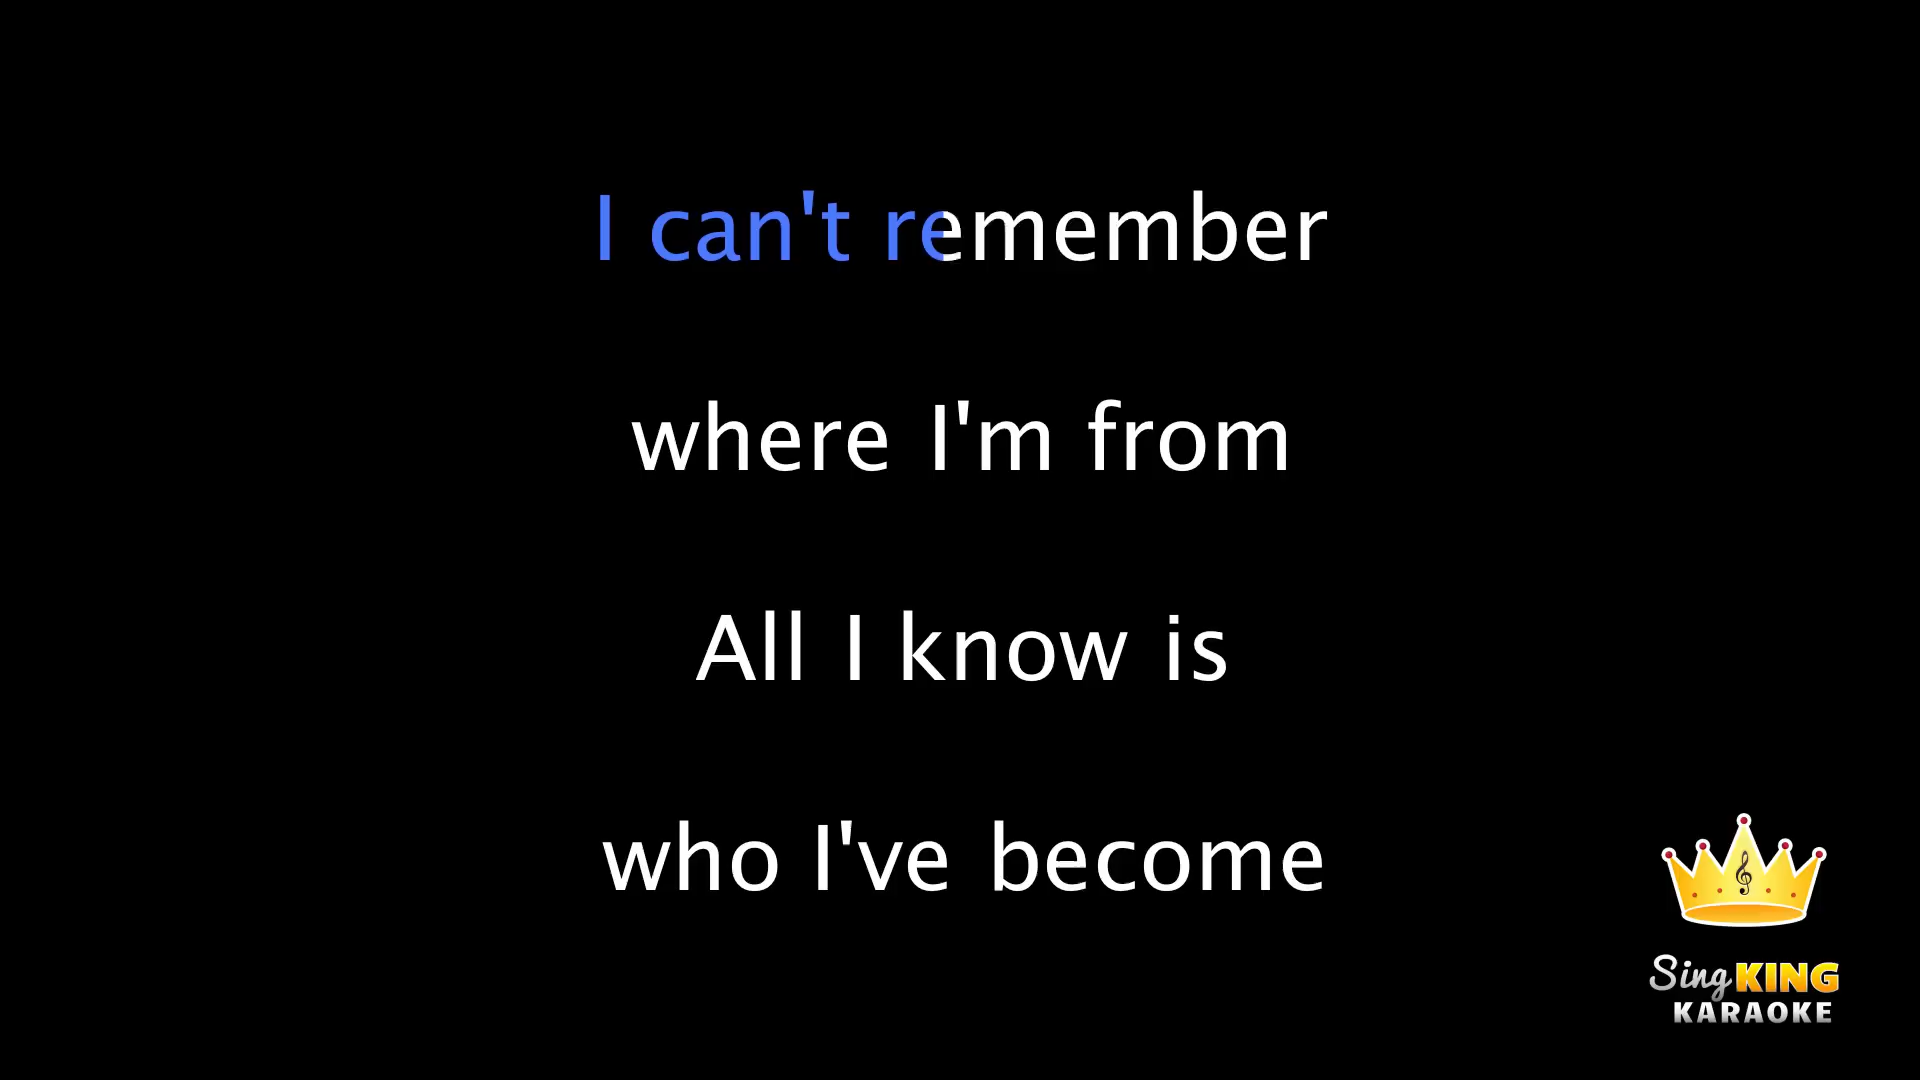 I can't remember
where I'm from
All I know is
who I've become
Sing KING
KARAOKE